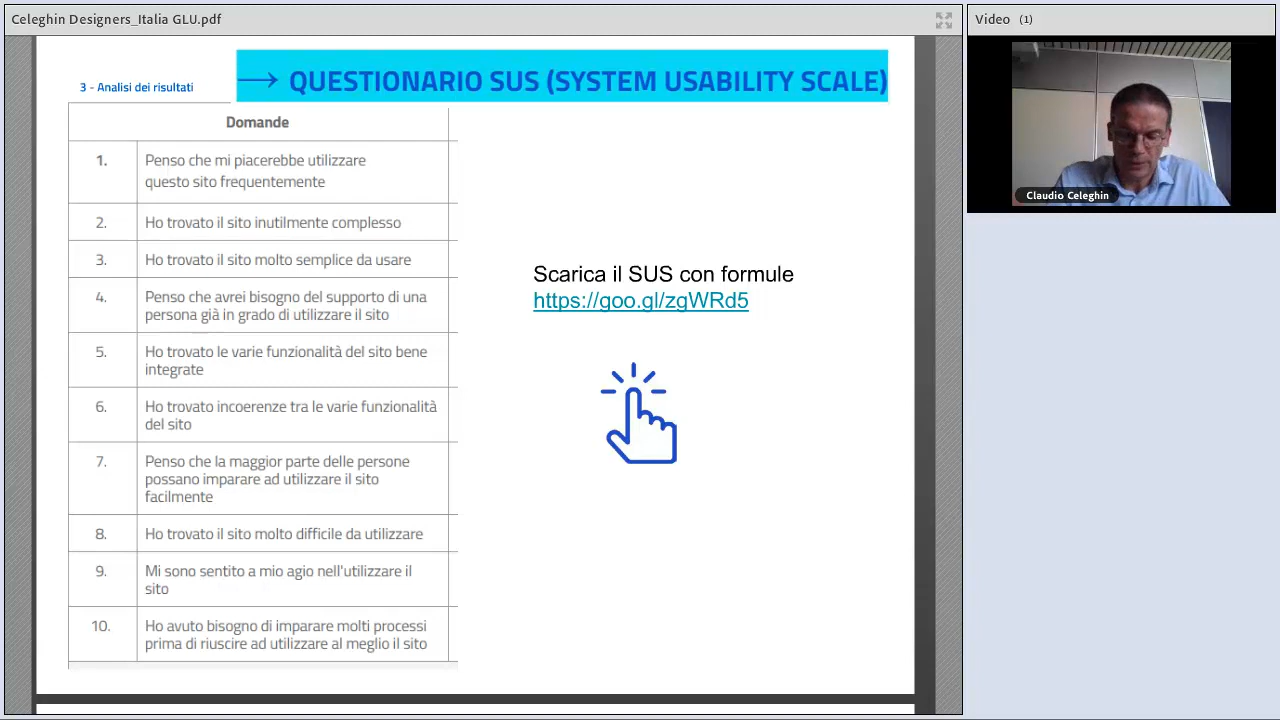 Celeghin Designers_Italia GLU.pdf
Video (1)
3 - Analisi dei risultati
→ QUESTIONARIO SUS (SYSTEM USABILITY SCALE)
Domande
1. Penso che mi piacerebbe utilizzare
questo sito frequentemente
2. Ho trovato il sito inutilmente complesso
3. Ho trovato il sito molto semplice da usare
4. Penso che avrei bisogno del supporto di una
persona già in grado di utilizzare il sito
5. Ho trovato le varie funzionalità del sito bene
integrate
6. Ho trovato incoerenze tra le varie funzionalità
del sito
7. Penso che la maggior parte delle persone
possano imparare ad utilizzare il sito
facilmente
8. Ho trovato il sito molto difficile da utilizzare
9. Mi sono sentito a mio agio nell'utilizzare il
sito
10. Ho avuto bisogno di imparare molti processi
prima di riuscire ad utilizzare al meglio il sito
Scarica il SUS con formule
https://goo.gl/zgWRd5
Claudio Celeghin